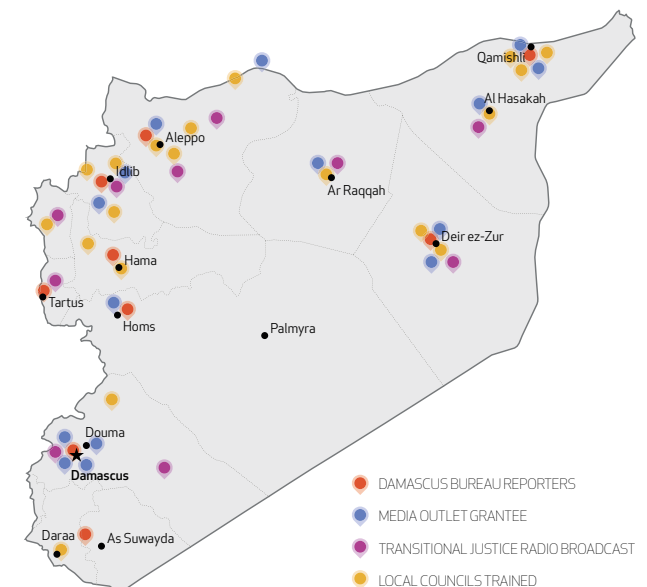 Qamishli
Al Hasakah
Aleppo
Idlib
Ar Raqqah
Deir ez-Zur
Hama
Tartus
Homs
Palmyra
Douma
Damascus
Daraa
As Suwayda
DAMASCUS BUREAU REPORTERS
MEDIA OUTLET GRANTEE
TRANSITIONAL JUSTICE RADIO BROADCAST
LOCAL COUNCILS TRAINED